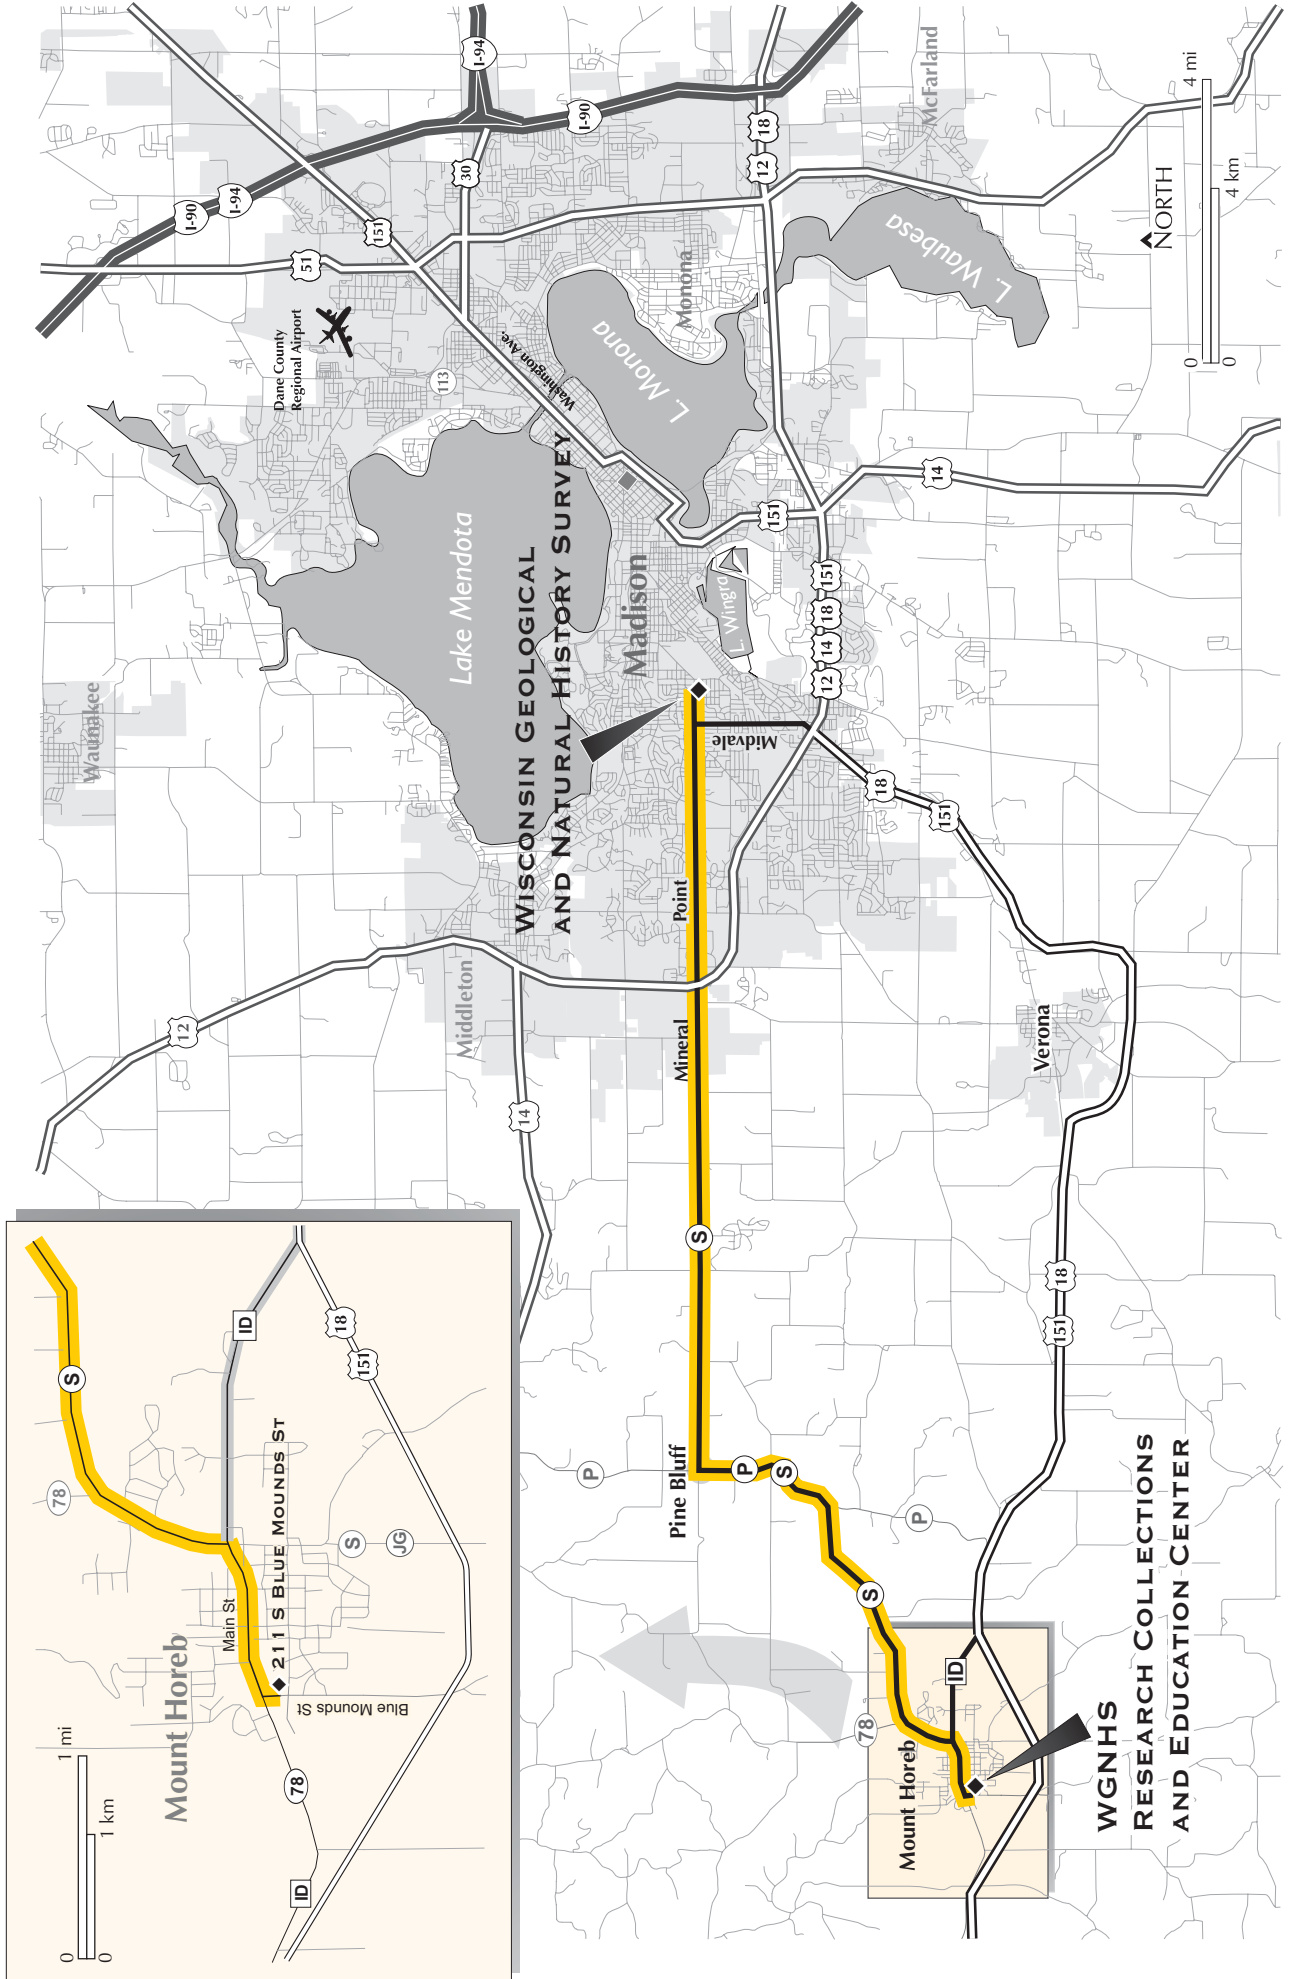 Mount Horeb
0
1 mi
0
1 km
78
S
ID
18
151
Main St
211 S BLUE MOUNDS ST
Blue Mounds St
S
JG
78
ID
Waunakee
12
Middleton
14
Lake Mendota
WISCONSIN GEOLOGICAL
AND NATURAL HISTORY SURVEY
Madison
Dane County
Regional Airport
113
Washington Ave.
I-90
I-94
51
151
30
I-94
I-90
L. Monona
Monona
12
18
L. Waubesa
McFarland
L. Wingra
151
14
12
14
18
151
Midvale
18
151
Mineral
Point
S
Pine Bluff
P
P
S
P
S
78
Mount Horeb
ID
Verona
151
18
WGNHS
RESEARCH COLLECTIONS
AND EDUCATION CENTER
NORTH
0
4 mi
0
4 km